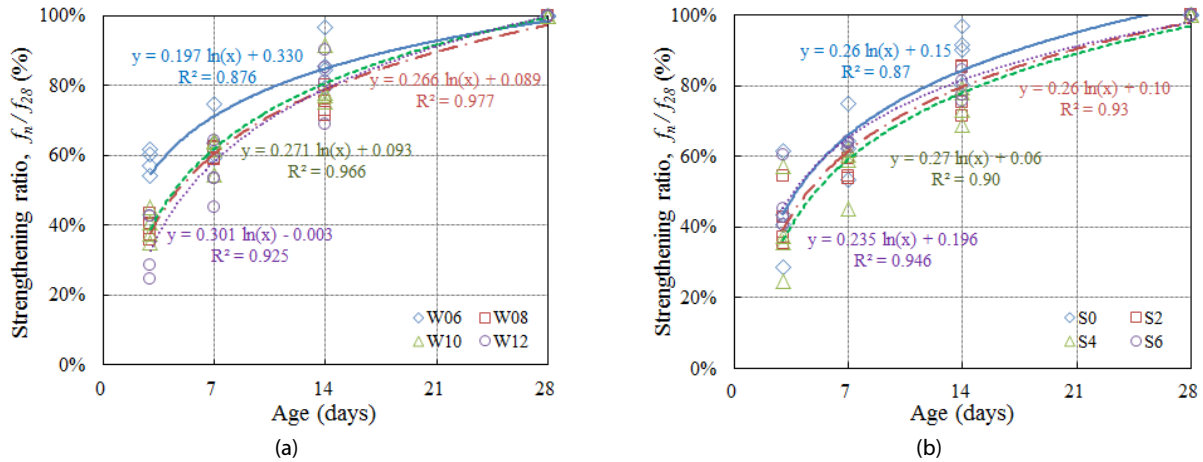 Strengthening ratio, fn / f28 (%)
100%
80%
60%
40%
20%
0%
y = 0.197 ln(x) + 0.330
R² = 0.876
y = 0.266 ln(x) + 0.089
R² = 0.977
y = 0.271 ln(x) + 0.093
R² = 0.966
y = 0.301 ln(x) - 0.003
R² = 0.925
W06 W08
W10 W12
0 7 14 21 28
Age (days)
(a)
Strengthening ratio, fn / f28 (%)
100%
80%
60%
40%
20%
0%
y = 0.26 ln(x) + 0.15
R² = 0.87
y = 0.26 ln(x) + 0.10
R² = 0.93
y = 0.27 ln(x) + 0.06
R² = 0.90
y = 0.235 ln(x) + 0.196
R² = 0.946
S0 S2
S4 S6
0 7 14 21 28
Age (days)
(b)